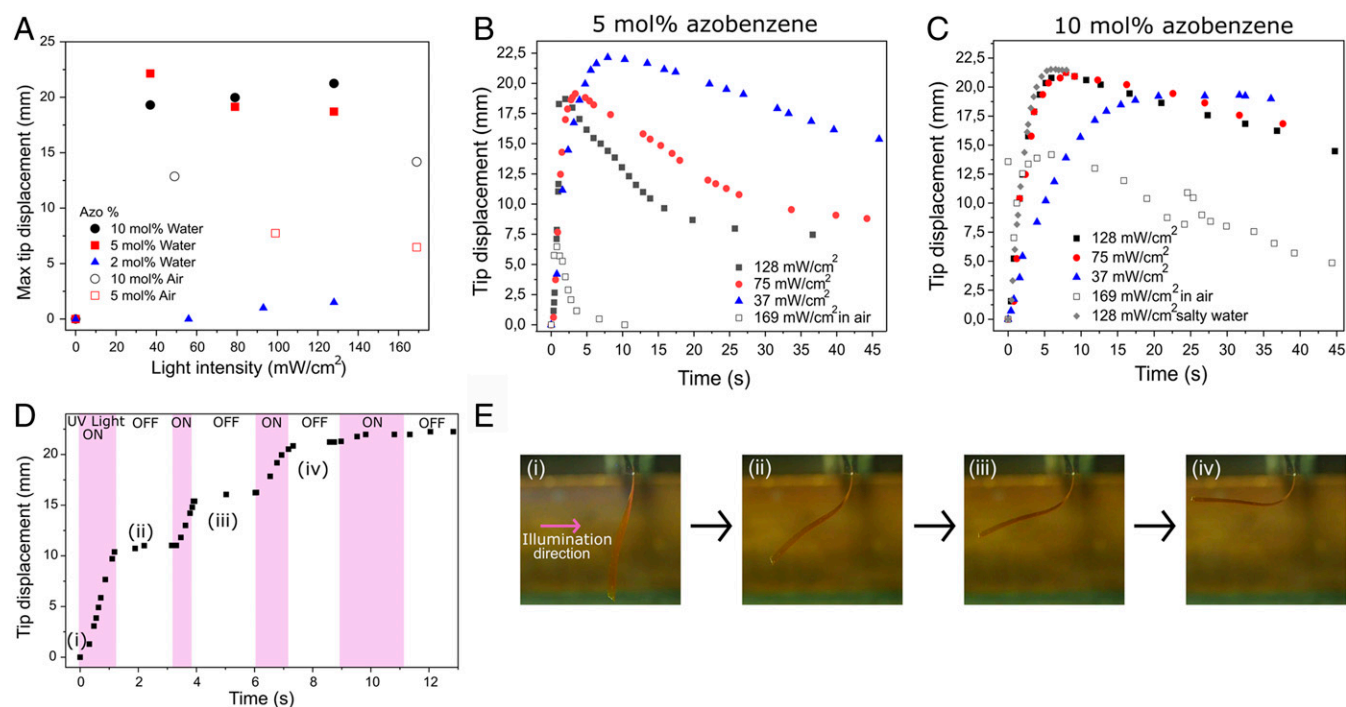 A
Max tip displacement (mm)
25
20
15
10
5
0
Azo %
10 mol% Water
5 mol% Water
2 mol% Water
10 mol% Air
5 mol% Air
0 20 40 60 80 100 120 140 160
Light intensity (mW/cm²)
B
5 mol% azobenzene
Tip displacement (mm)
22,5
20,0
17,5
15,0
12,5
10,0
7,5
5,0
2,5
0,0
128 mW/cm²
75 mW/cm²
37 mW/cm²
169 mW/cm² in air
0 5 10 15 20 25 30 35 40 45
Time (s)
C
10 mol% azobenzene
Tip displacement (mm)
22,5
20,0
17,5
15,0
12,5
10,0
7,5
5,0
2,5
0,0
128 mW/cm²
75 mW/cm²
37 mW/cm²
169 mW/cm² in air
128 mW/cm² salty water
0 5 10 15 20 25 30 35 40 45
Time (s)
D
UV Light
ON OFF ON OFF ON OFF ON OFF
Tip displacement (mm)
20
15
10
5
0
(i)
(ii)
(iii)
(iv)
0 2 4 6 8 10 12
Time (s)
E
(i)
Illumination
direction
(ii)
(iii)
(iv)